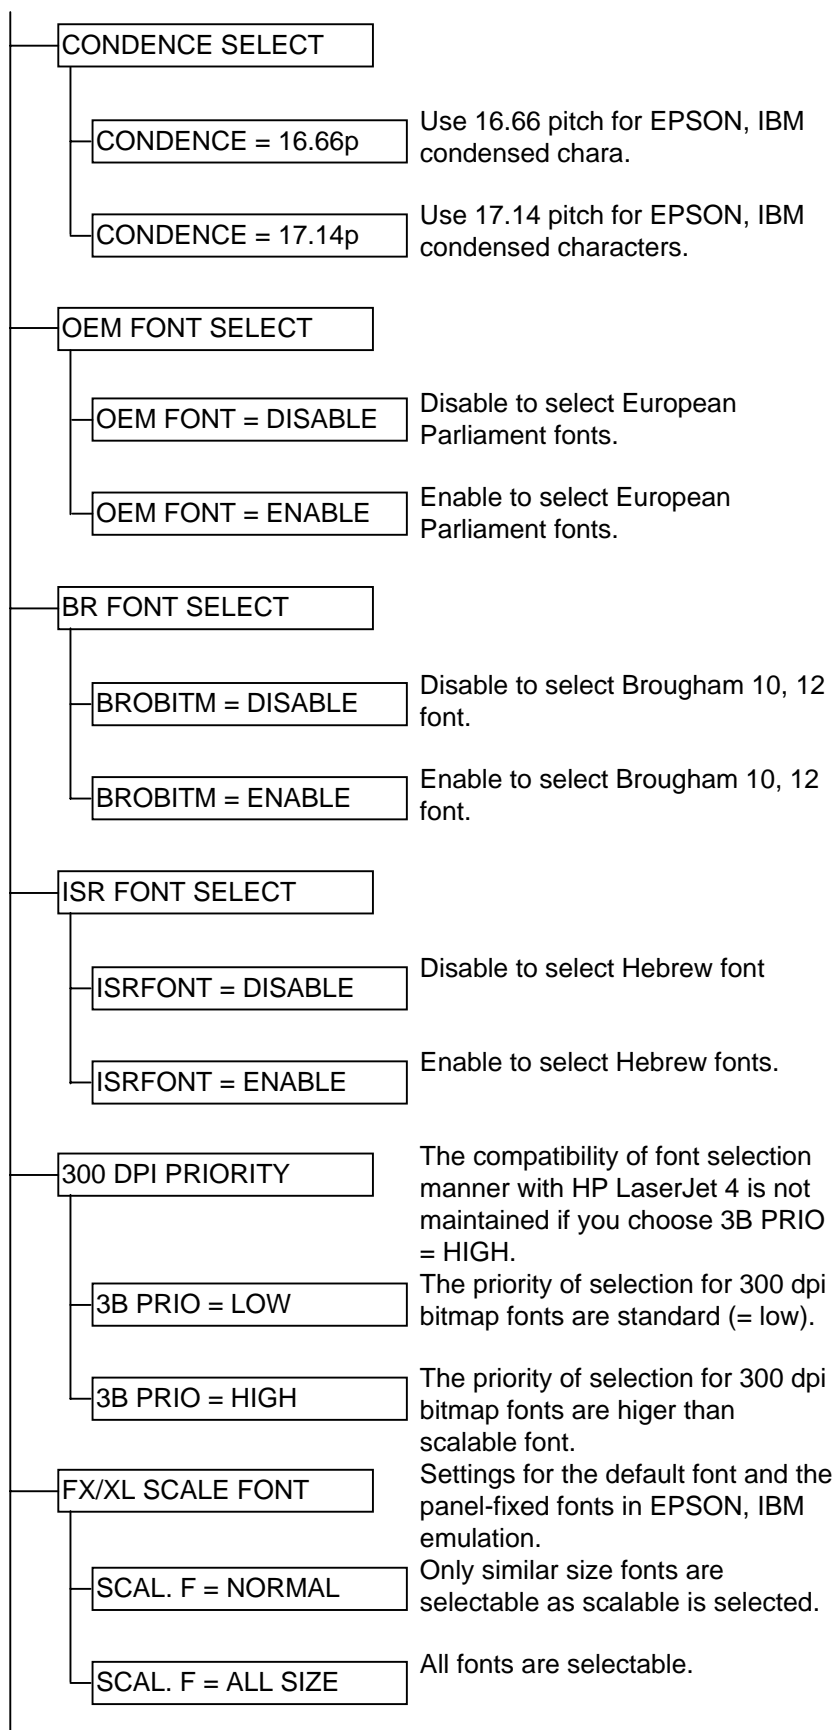 CONDENCE SELECT
CONDENCE = 16.66p
Use 16.66 pitch for EPSON, IBM
condensed chara.
CONDENCE = 17.14p
Use 17.14 pitch for EPSON, IBM
condensed characters.
OEM FONT SELECT
OEM FONT = DISABLE
Disable to select European
Parliament fonts.
OEM FONT = ENABLE
Enable to select European
Parliament fonts.
BR FONT SELECT
BROBITM = DISABLE
Disable to select Brougham 10, 12
font.
BROBITM = ENABLE
Enable to select Brougham 10, 12
font.
ISR FONT SELECT
ISRFONT = DISABLE
Disable to select Hebrew font
ISRFONT = ENABLE
Enable to select Hebrew fonts.
300 DPI PRIORITY
The compatibility of font selection
manner with HP LaserJet 4 is not
maintained if you choose 3B PRIO
= HIGH.
3B PRIO = LOW
The priority of selection for 300 dpi
bitmap fonts are standard (= low).
3B PRIO = HIGH
The priority of selection for 300 dpi
bitmap fonts are higer than
scalable font.
FX/XL SCALE FONT
Settings for the default font and the
panel-fixed fonts in EPSON, IBM
emulation.
SCAL. F = NORMAL
Only similar size fonts are
selectable as scalable is selected.
SCAL. F = ALL SIZE
All fonts are selectable.